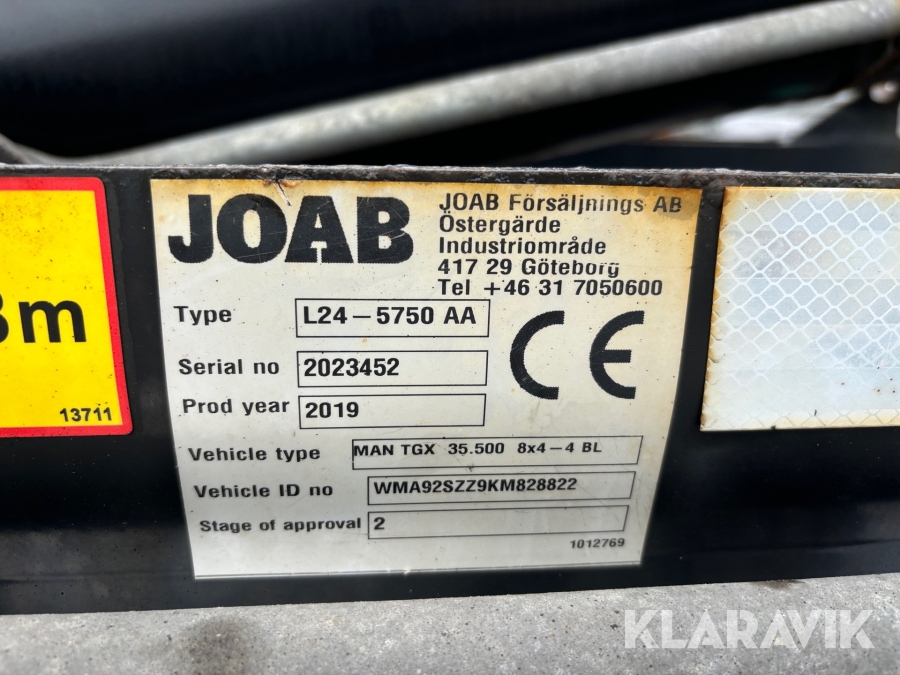 JOAB
JOAB Försäljnings AB
Östergärde
Industriområde
417 29 Göteborg
Tel +46 31 7050600
Type L24-5750 AA
CE
Serial no 2023452
Prod year 2019
Vehicle type MAN TGX 35.500 8x4-4 BL
Vehicle ID no WMA92SZZ9KM828822
Stage of approval 2
1012769
m
13711
KLARAVIK